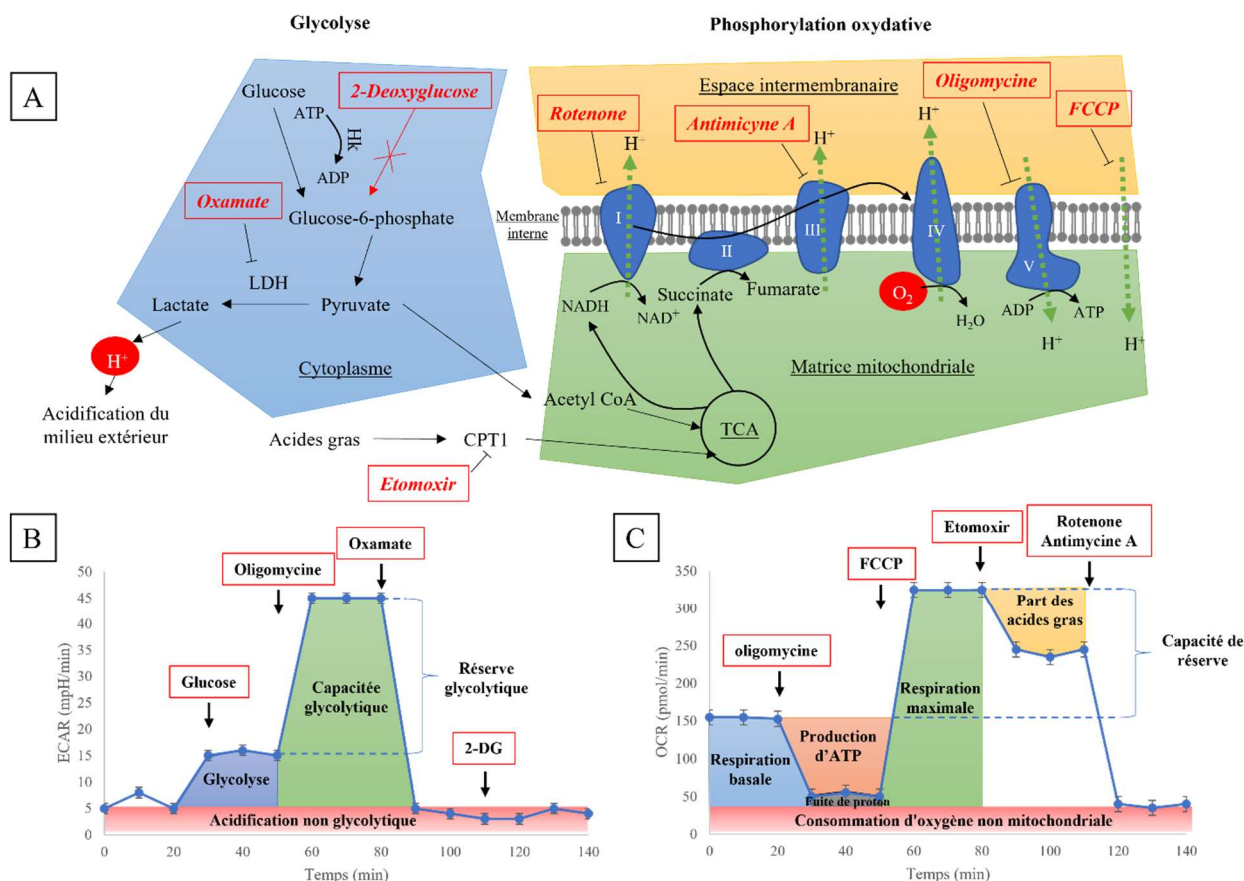 Glycolyse
Phosphorylation oxydative
A
Glucose
2-Deoxyglucose
ATP
Hk
ADP
Oxamate
Glucose-6-phosphate
LDH
Lactate
Pyruvate
H⁺
Cytoplasme
Acidification du
milieu extérieur
Acides gras
CPT1
Etomoxir
Espace intermembranaire
Rotenone
Antimicyne A
Oligomycine
FCCP
H⁺
H⁺
H⁺
Membrane
interne
I
II
III
IV
V
NADH
NAD⁺
Succinate
Fumarate
O₂
H₂O
ADP
ATP
H⁺
H⁺
Matrice mitochondriale
Acetyl CoA
TCA
B
Oxamate
Oligomycine
Glucose
Réserve
glycolytique
Capacitée
glycolytique
2-DG
Glycolyse
Acidification non glycolytique
ECAR (mpH/min)
50
45
40
35
30
25
20
15
10
5
0
0 20 40 60 80 100 120 140
Temps (min)
C
Etomoxir
Rotenone
Antimycine A
FCCP
oligomycine
Part des
acides gras
Capacité de
réserve
Respiration
maximale
Production
d'ATP
Respiration
basale
Fuite de proton
Consommation d'oxygène non mitochondriale
OCR (pmol/min)
350
300
250
200
150
100
50
0
0 20 40 60 80 100 120 140
Temps (min)